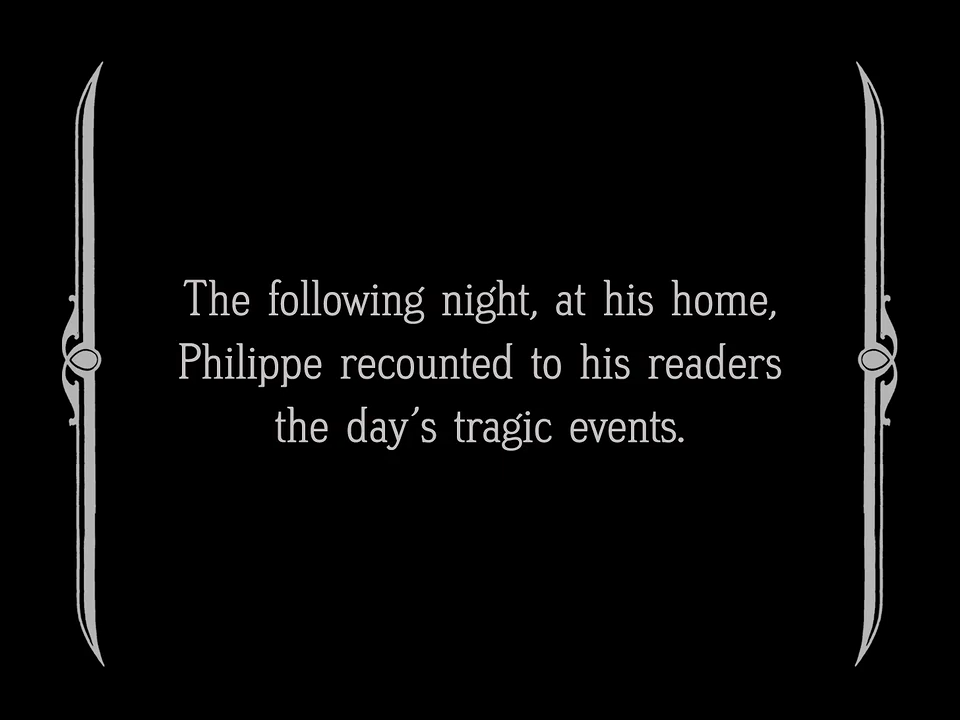 The following night, at his home,
Philippe recounted to his readers
the day's tragic events.